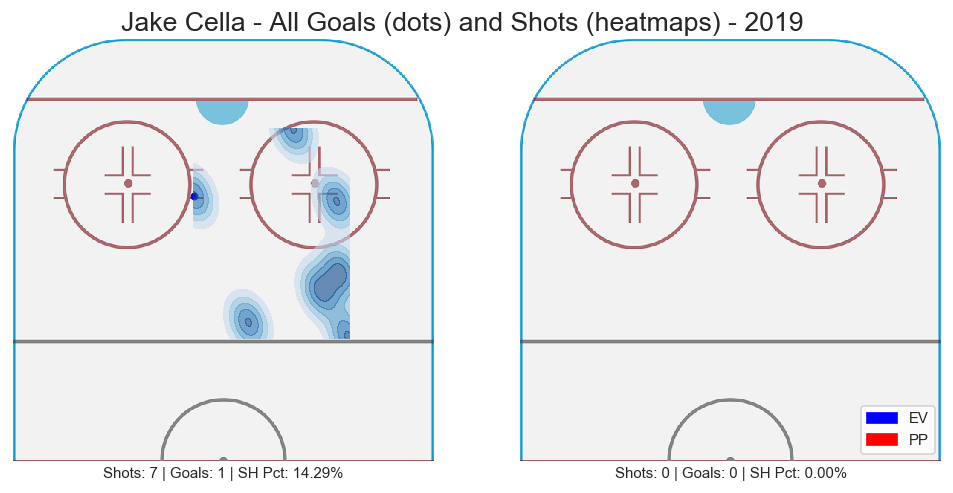 Jake Cella - All Goals (dots) and Shots (heatmaps) - 2019
EV
PP
Shots: 7 | Goals: 1 | SH Pct: 14.29%
Shots: 0 | Goals: 0 | SH Pct: 0.00%